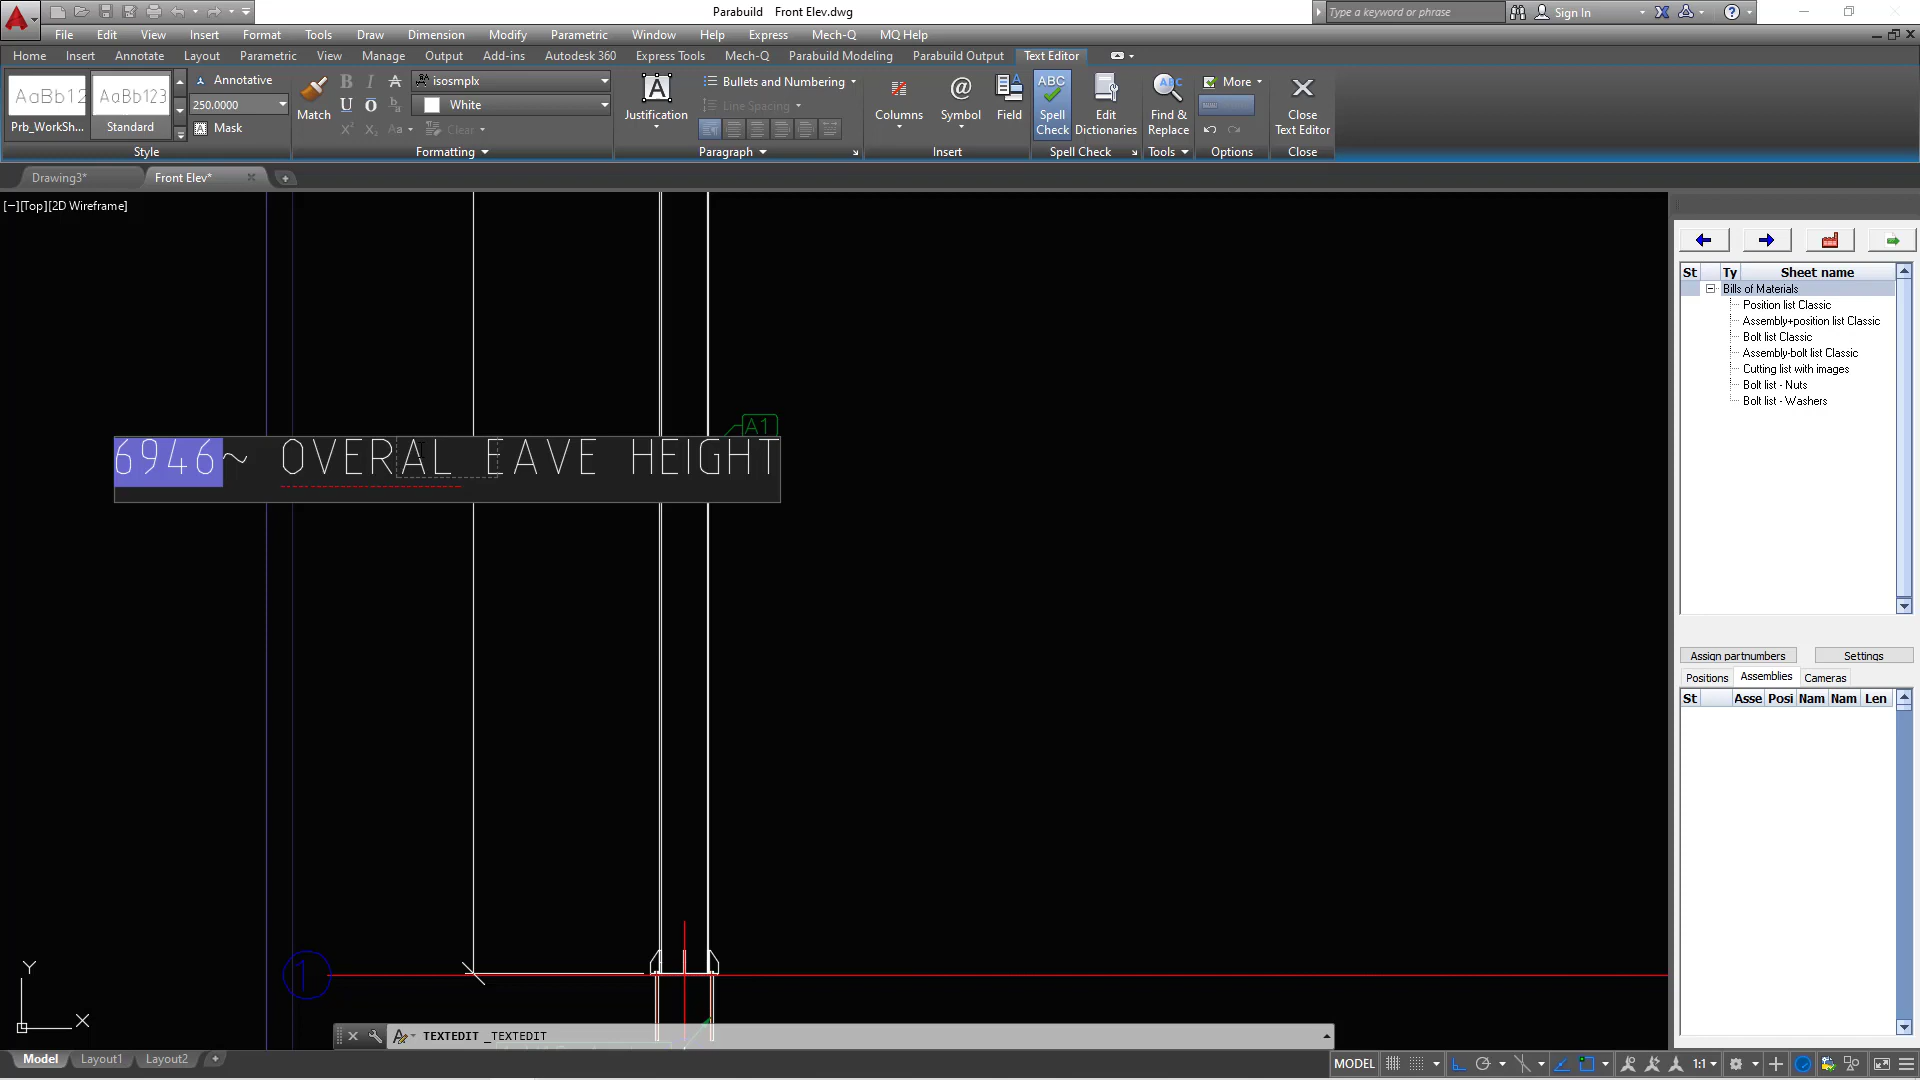 Parabuild    Front Elev.dwg
Type a keyword or phrase
Sign In
File Edit View Insert Format Tools Draw Dimension Modify Parametric Window Help Express Mech-Q MQ Help
Home Insert Annotate Layout Parametric View Manage Output Add-ins Autodesk 360 Express Tools Mech-Q Parabuild Modeling Parabuild Output Text Editor
AaBb12 AaBb123
Prb_WorkSh... Standard
Annotative
250.0000
Mask
Style
Match
B I A
U O b/a
X² X₂ Aa
isosmplx
White
Clear
Formatting
A
Justification
Bullets and Numbering
Line Spacing
Paragraph
Columns
@
Symbol
Field
Insert
ABC
Spell Check
Edit Dictionaries
Spell Check
ABC
Find & Replace
Tools
More
Options
Close Text Editor
Close
Drawing3*
Front Elev*
[−][Top][2D Wireframe]
A1
6946~ OVERAL EAVE HEIGHT
1
Y
X
TEXTEDIT _TEXTEDIT
Model Layout1 Layout2
MODEL
1:1
St Ty Sheet name
Bills of Materials
Position list Classic
Assembly+position list Classic
Bolt list Classic
Assembly-bolt list Classic
Cutting list with images
Bolt list - Nuts
Bolt list - Washers
Assign partnumbers Settings
Positions Assemblies Cameras
St Asse Posi Nam Nam Len